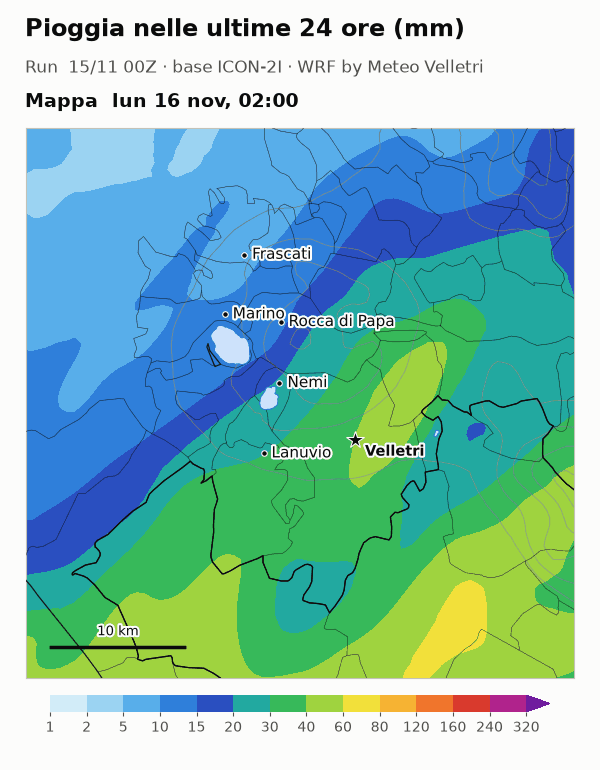 Pioggia nelle ultime 24 ore (mm)
Run 15/11 00Z · base ICON-2I · WRF by Meteo Velletri
Mappa lun 16 nov, 02:00
Frascati
Marino
Rocca di Papa
Nemi
Velletri
Lanuvio
10 km
1 2 5 10 15 20 30 40 60 80 120 160 240 320